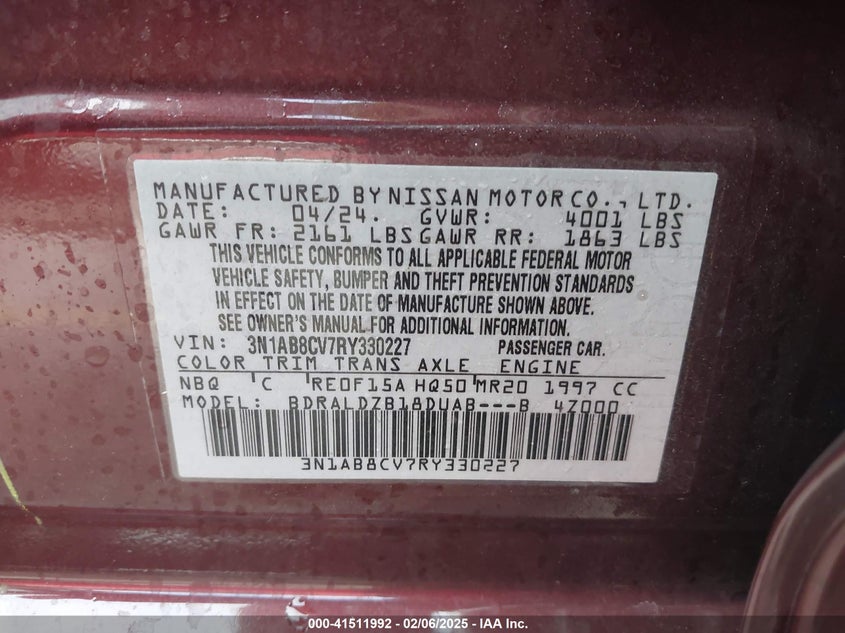 MANUFACTURED BY NISSAN MOTOR CO., LTD.
DATE: 04/24. GVWR: 4001 LBS
GAWR FR: 2161 LBS GAWR RR: 1863 LBS
THIS VEHICLE CONFORMS TO ALL APPLICABLE FEDERAL MOTOR
VEHICLE SAFETY, BUMPER AND THEFT PREVENTION STANDARDS
IN EFFECT ON THE DATE OF MANUFACTURE SHOWN ABOVE.
SEE OWNER'S MANUAL FOR ADDITIONAL INFORMATION.
VIN: 3N1AB8CV7RY330227 PASSENGER CAR.
COLOR TRIM TRANS AXLE ENGINE
NBQ C RE0F15A HQ50 MR20 1997 CC
MODEL: BDRALDZB18DUAB---B 4Z000
3N1AB8CV7RY330227
000-41511992 - 02/06/2025 - IAA Inc.